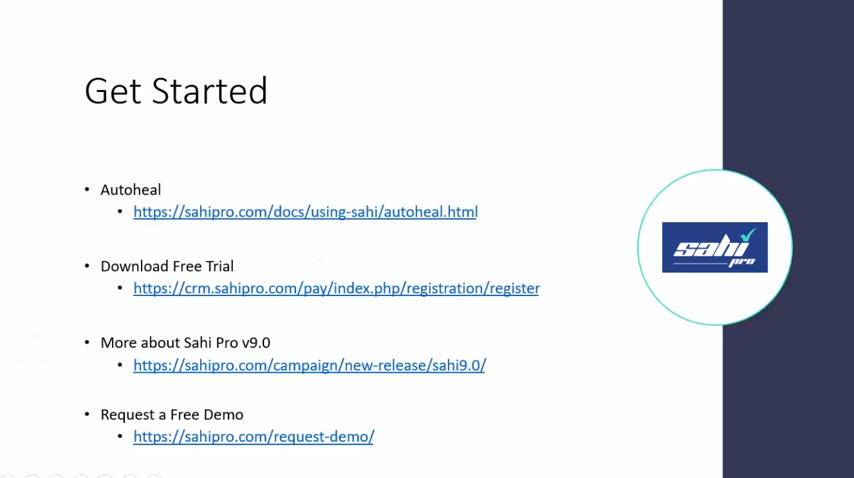 Get Started
• Autoheal
• https://sahipro.com/docs/using-sahi/autoheal.html
• Download Free Trial
• https://crm.sahipro.com/pay/index.php/registration/register
• More about Sahi Pro v9.0
• https://sahipro.com/campaign/new-release/sahi9.0/
• Request a Free Demo
• https://sahipro.com/request-demo/
sahi
pro